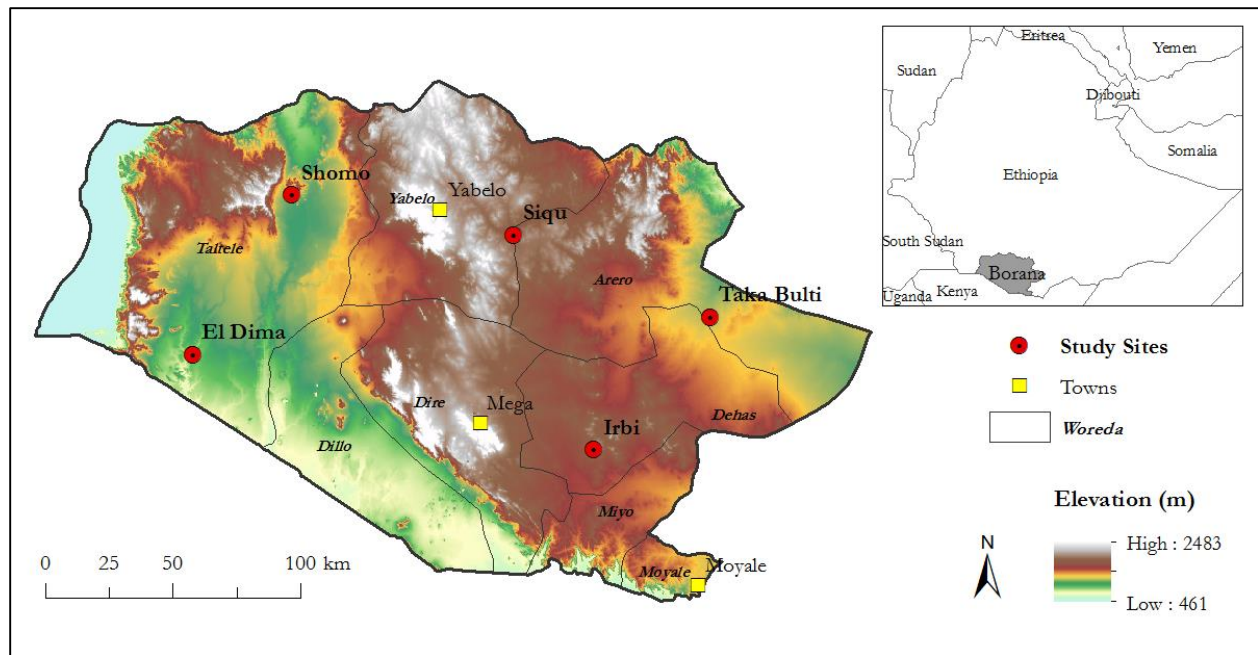 Shomo
Yabelo
Yabelo
Siqu
Taltele
Arero
Taka Bulti
El Dima
Dire
Mega
Dehas
Irbi
Dillo
Miyo
Moyale
Moyale
0 25 50 100 km
Eritrea
Yemen
Sudan
Djibouti
Somalia
Ethiopia
South Sudan
Borana
Uganda
Kenya
Study Sites
Towns
Woreda
Elevation (m)
High : 2483
Low : 461
N